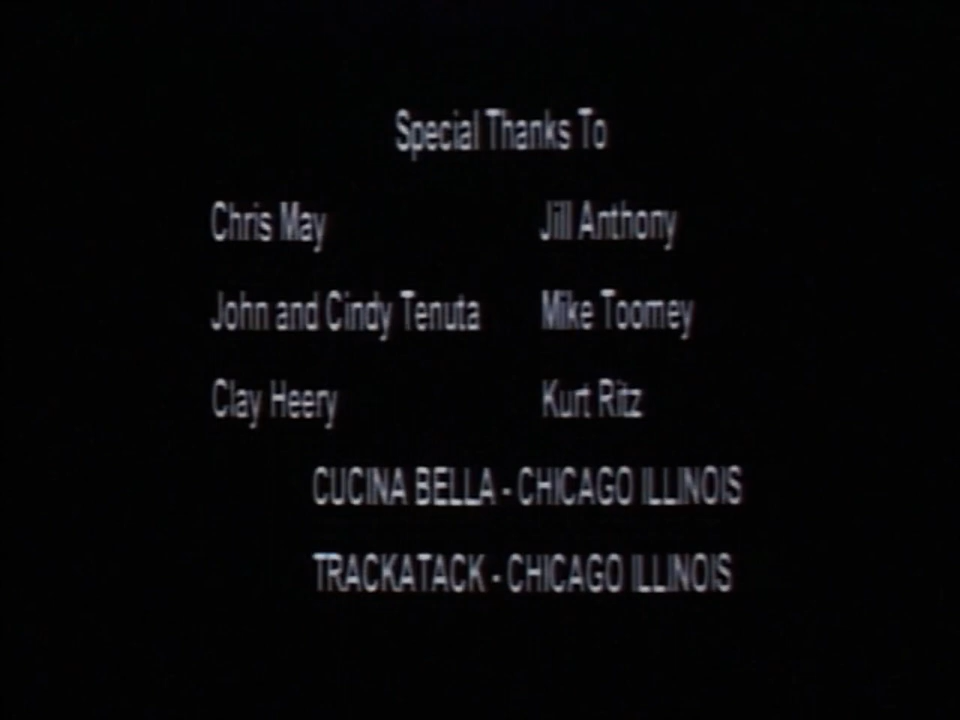 Special Thanks To
Chris May Jill Anthony
John and Cindy Tenuta Mike Toomey
Clay Heery Kurt Ritz
CUCINA BELLA - CHICAGO ILLINOIS
TRACKATACK - CHICAGO ILLINOIS